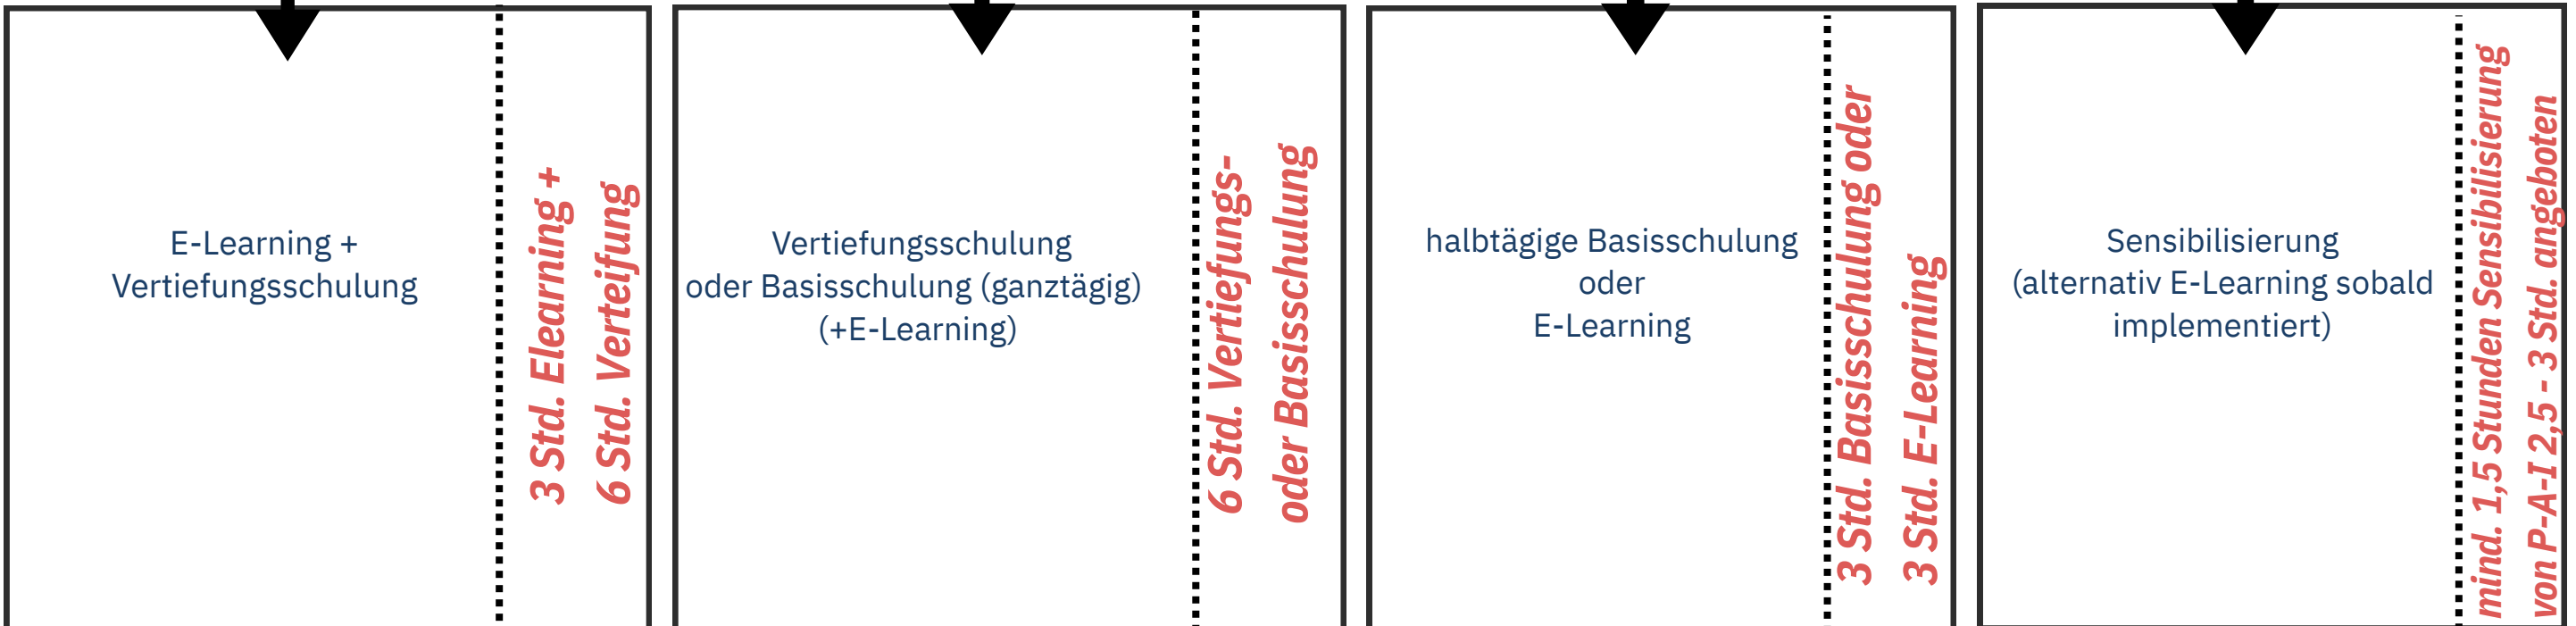 E-Learning +
Vertiefungsschulung
3 Std. Elearning +
6 Std. Verteifung
Vertiefungsschulung
oder Basisschulung (ganztägig)
(+E-Learning)
6 Std. Vertiefungs-
oder Basisschulung
halbtägige Basisschulung
oder
E-Learning
3 Std. Basisschulung oder
3 Std. E-Learning
Sensibilisierung
(alternativ E-Learning sobald
implementiert)
mind. 1,5 Stunden Sensibilisierung
von P-A-I 2,5 - 3 Std. angeboten